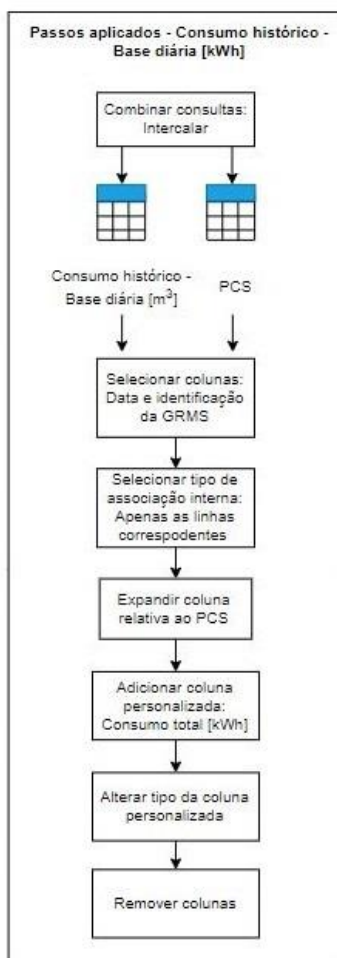 Passos aplicados - Consumo histórico -
Base diária [kWh]
Combinar consultas:
Intercalar
Consumo histórico -
Base diária [m³]
PCS
Selecionar colunas:
Data e identificação
da GRMS
Selecionar tipo de
associação interna:
Apenas as linhas
correspodentes
Expandir coluna
relativa ao PCS
Adicionar coluna
personalizada:
Consumo total [kWh]
Alterar tipo da coluna
personalizada
Remover colunas